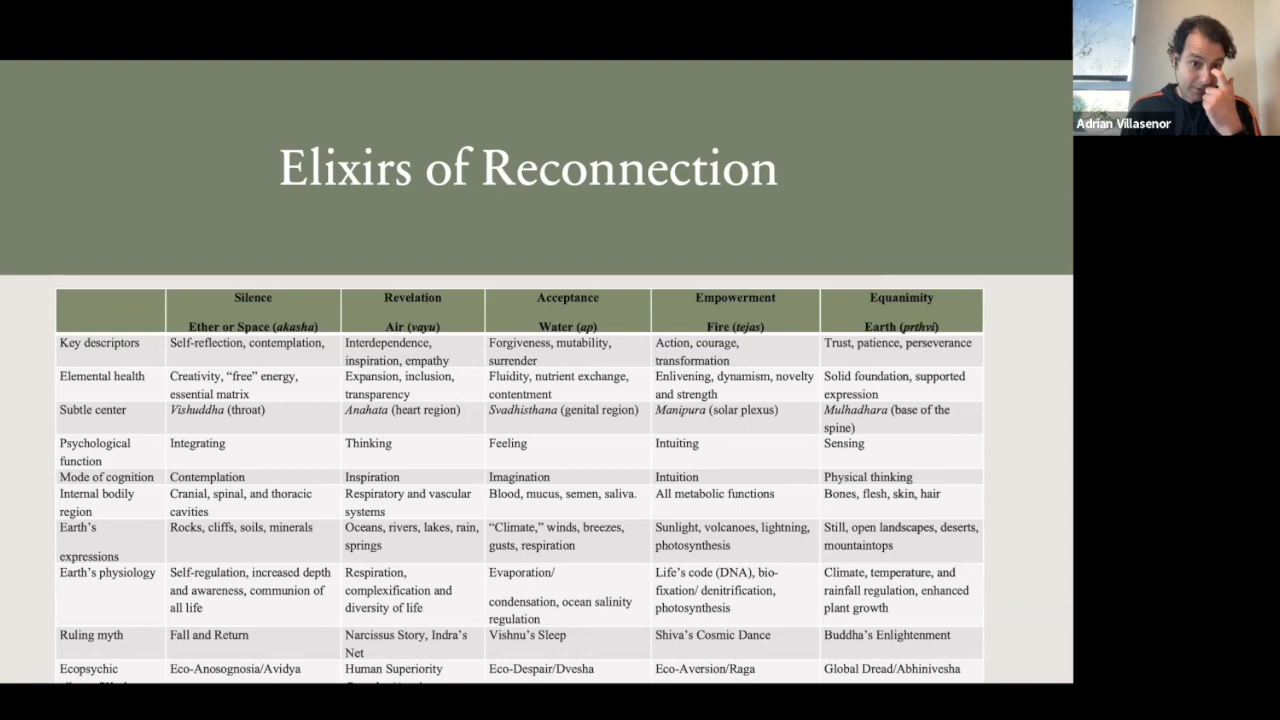 Adrian Villasenor
Elixirs of Reconnection
Silence Revelation Acceptance Empowerment Equanimity
Ether or Space (akasha) Air (vayu) Water (ap) Fire (tejas) Earth (prthvi)
Key descriptors Self-reflection, contemplation, Interdependence, Forgiveness, mutability, Action, courage, Trust, patience, perseverance
inspiration, empathy surrender transformation
Elemental health Creativity, “free” energy, Expansion, inclusion, Fluidity, nutrient exchange, Enlivening, dynamism, novelty Solid foundation, supported
essential matrix transparency contentment and strength expression
Subtle center Vishuddha (throat) Anahata (heart region) Svadhisthana (genital region) Manipura (solar plexus) Mulhadhara (base of the
spine)
Psychological Integrating Thinking Feeling Intuiting Sensing
function
Mode of cognition Contemplation Inspiration Imagination Intuition Physical thinking
Internal bodily Cranial, spinal, and thoracic Respiratory and vascular Blood, mucus, semen, saliva. All metabolic functions Bones, flesh, skin, hair
region cavities systems
Earth’s Rocks, cliffs, soils, minerals Oceans, rivers, lakes, rain, “Climate,” winds, breezes, Sunlight, volcanoes, lightning, Still, open landscapes, deserts,
springs gusts, respiration photosynthesis mountaintops
expressions
Earth’s physiology Self-regulation, increased depth Respiration, Evaporation/ Life’s code (DNA), bio- Climate, temperature, and
and awareness, communion of complexification and fixation/ denitrification, rainfall regulation, enhanced
all life diversity of life condensation, ocean salinity photosynthesis plant growth
regulation
Ruling myth Fall and Return Narcissus Story, Indra’s Vishnu’s Sleep Shiva’s Cosmic Dance Buddha’s Enlightenment
Net
Ecopsychic Eco-Anosognosia/Avidya Human Superiority Eco-Despair/Dvesha Eco-Aversion/Raga Global Dread/Abhinivesha